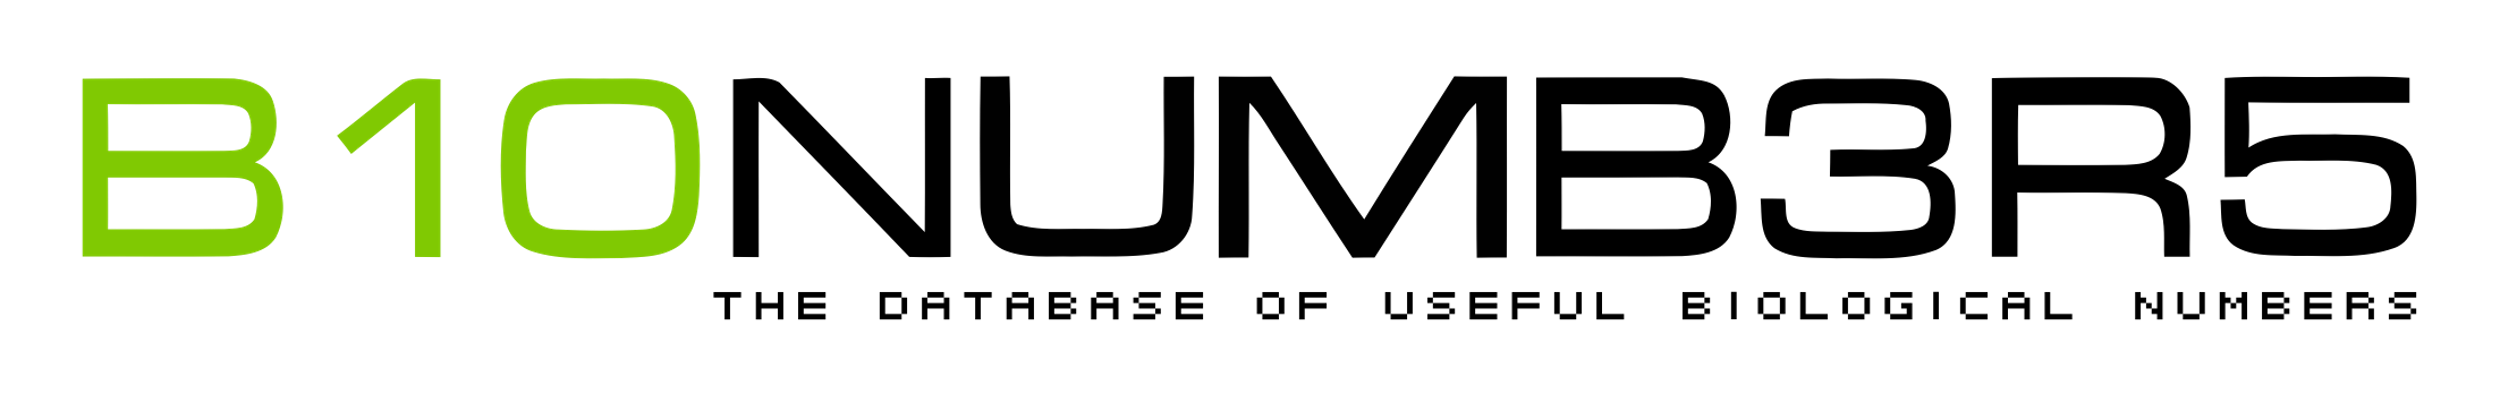 B10NUMB3R5
THE DATABASE OF USEFUL BIOLOGICAL NUMBERS